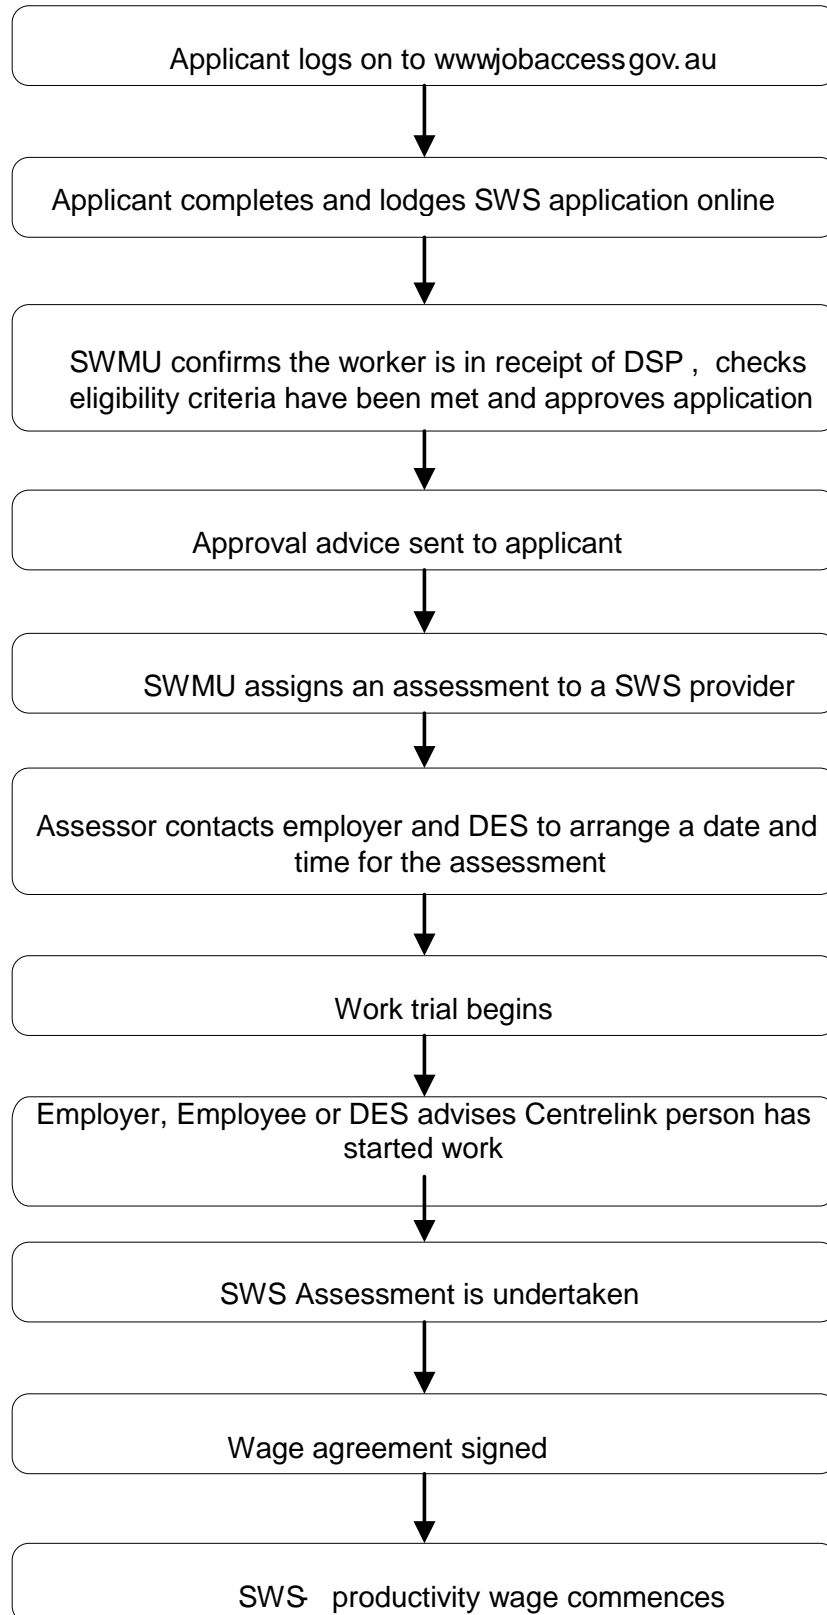 Applicant logs on to www.jobaccess.gov.au
Applicant completes and lodges SWS application online
SWMU confirms the worker is in receipt of DSP , checks
eligibility criteria have been met and approves application
Approval advice sent to applicant
SWMU assigns an assessment to a SWS provider
Assessor contacts employer and DES to arrange a date and
time for the assessment
Work trial begins
Employer, Employee or DES advises Centrelink person has
started work
SWS Assessment is undertaken
Wage agreement signed
SWS- productivity wage commences